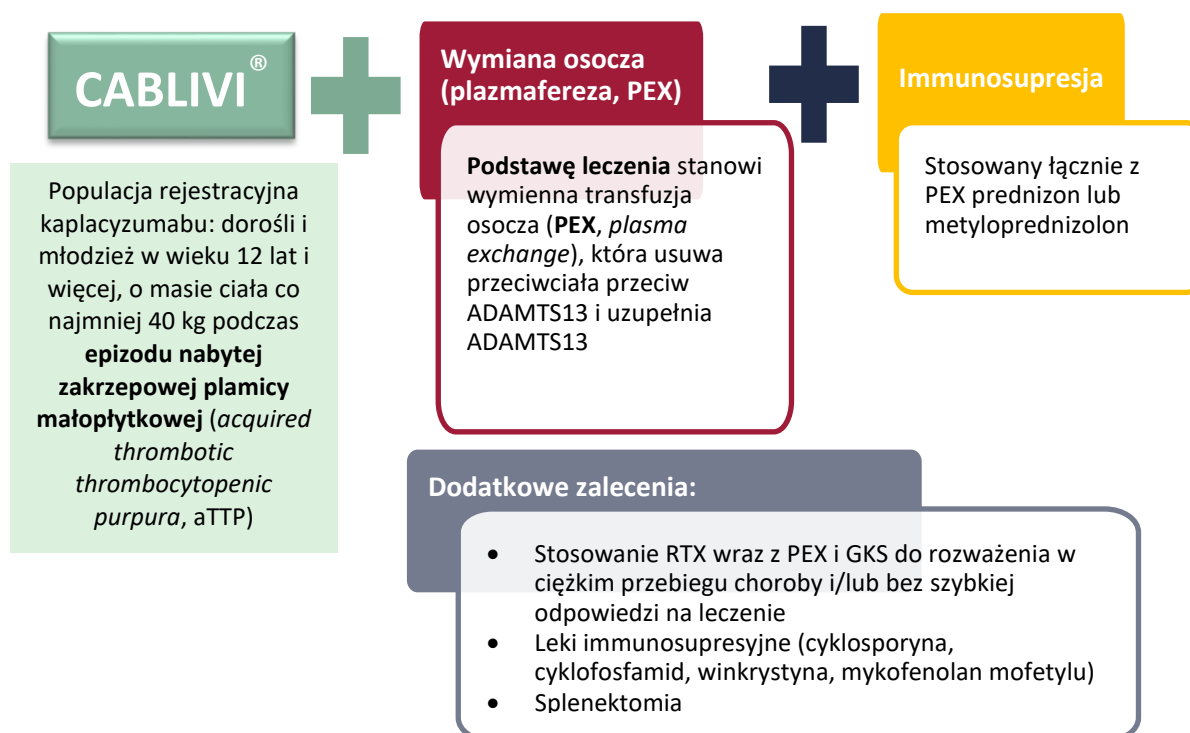 CABLIVI®
Populacja rejestracyjna
kaplacyzumabu: dorośli i
młodzież w wieku 12 lat i
więcej, o masie ciała co
najmniej 40 kg podczas
epizodu nabytej
zakrzepowej plamicy
małopłytkowej (acquired
thrombotic
thrombocytopenic
purpura, aTTP)
Wymiana osocza
(plazmafereza, PEX)
Podstawę leczenia stanowi
wymienna transfuzja
osocza (PEX, plasma
exchange), która usuwa
przeciwciała przeciw
ADAMTS13 i uzupełnia
ADAMTS13
Immunosupresja
Stosowany łącznie z
PEX prednizon lub
metyloprednizolon
Dodatkowe zalecenia:
• Stosowanie RTX wraz z PEX i GKS do rozważenia w
ciężkim przebiegu choroby i/lub bez szybkiej
odpowiedzi na leczenie
• Leki immunosupresyjne (cyklosporyna,
cyklofosfamid, winkrystyna, mykofenolan mofetylu)
• Splenektomia